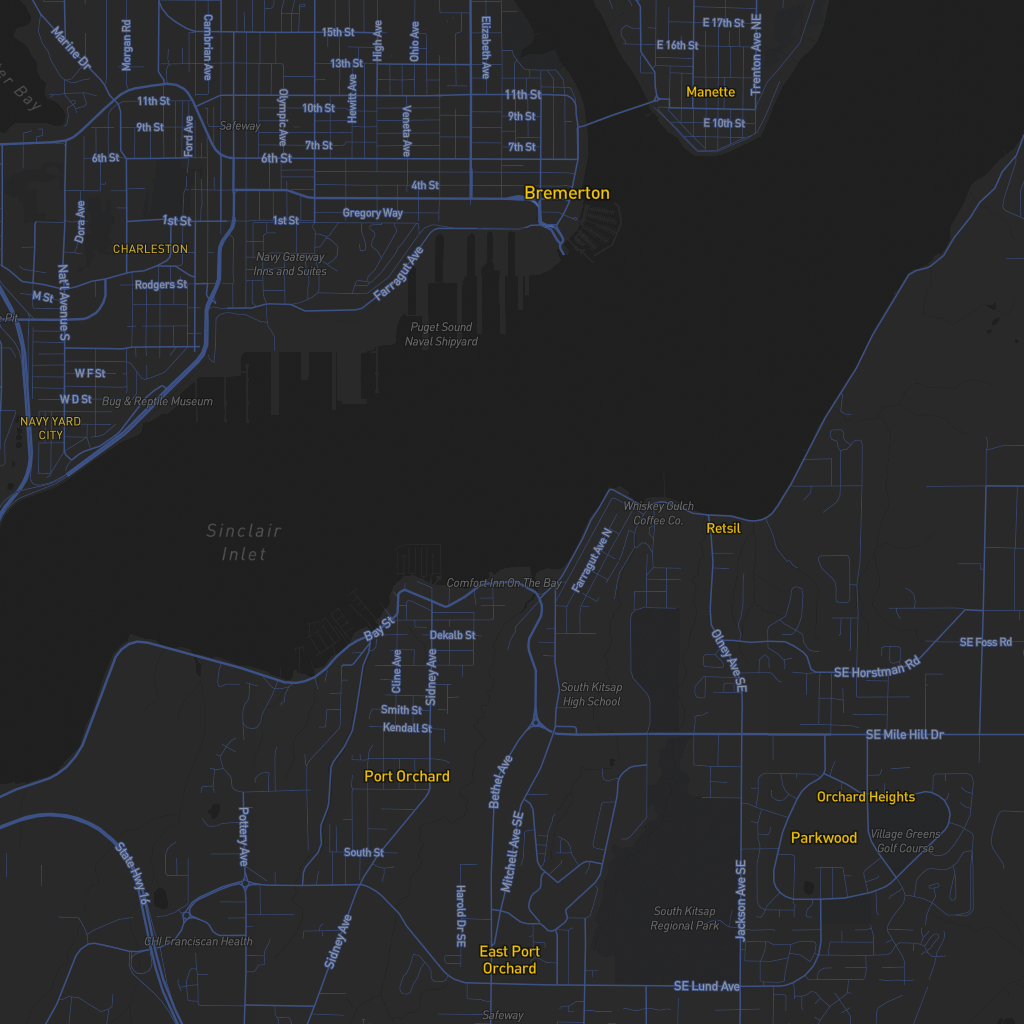 15th St
High Ave
Ohio Ave
Elizabeth Ave
E 17th St
E 16th St
Trenton Ave NE
Marine Dr
Morgan Rd
Cambrian Ave
13th St
Hewitt Ave
Manette
11th St
Olympic Ave
10th St
11th St
9th St
Ford Ave
Safeway
Veneta Ave
9th St
E 10th St
6th St
6th St
7th St
7th St
4th St
Bremerton
Dora Ave
1st St
1st St
Gregory Way
CHARLESTON
Navy Gateway
Inns and Suites
Farragut Ave
Nat'l Avenue S
M St
Rodgers St
Pit
Puget Sound
Naval Shipyard
W F St
W D St
Bug & Reptile Museum
NAVY YARD
CITY
Sinclair
Inlet
Whiskey Gulch
Coffee Co.
Retsil
Farragut Ave N
Comfort Inn On The Bay
Bay St
Dekalb St
Cline Ave
Sidney Ave
Olney Ave SE
SE Foss Rd
SE Horstman Rd
South Kitsap
High School
Smith St
Kendall St
SE Mile Hill Dr
Port Orchard
Bethel Ave
Orchard Heights
Parkwood
Village Greens
Golf Course
Pottery Ave
State Hwy 16
South St
Mitchell Ave SE
Harold Dr SE
Jackson Ave SE
South Kitsap
Regional Park
CHI Franciscan Health
Sidney Ave
East Port
Orchard
SE Lund Ave
Safeway